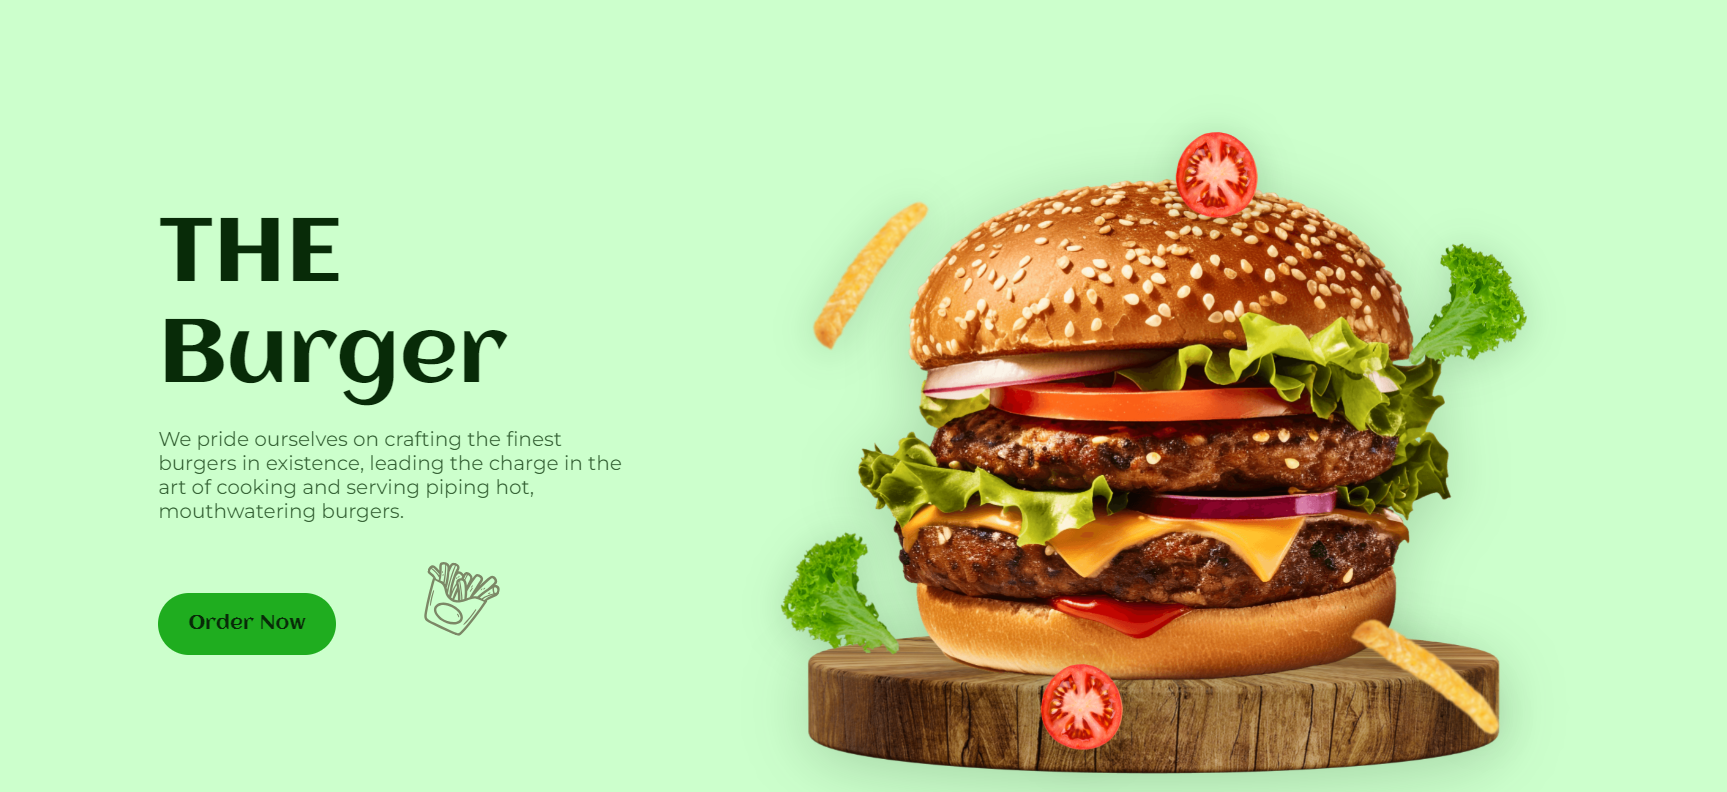 THE
Burger
We pride ourselves on crafting the finest
burgers in existence, leading the charge in the
art of cooking and serving piping hot,
mouthwatering burgers.
Order Now